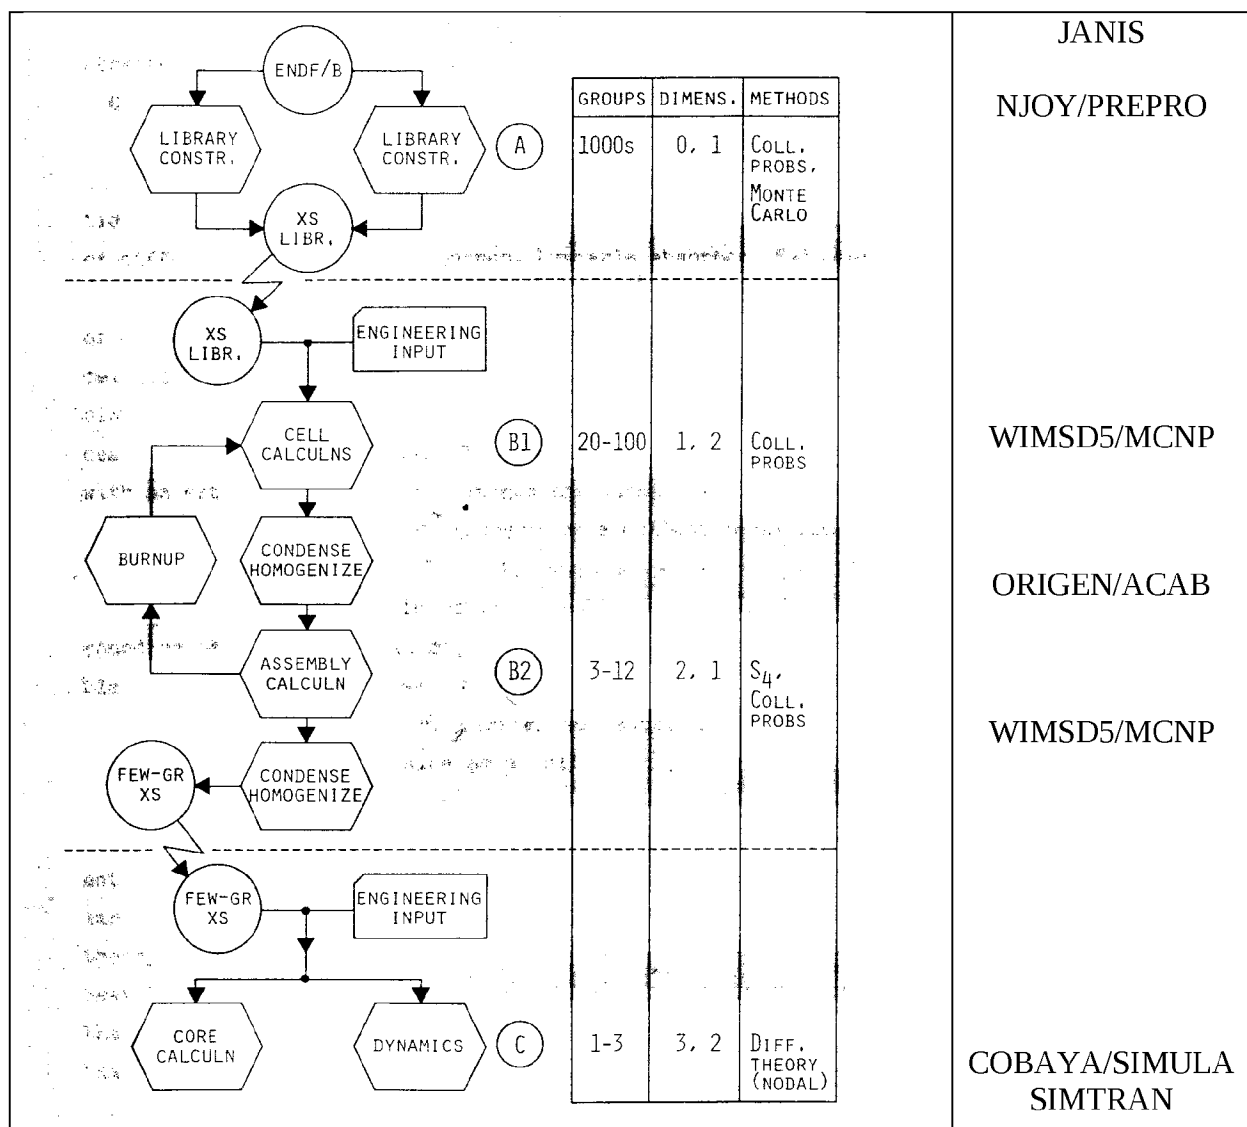 ENDF/B
LIBRARY
CONSTR.
LIBRARY
CONSTR.
A
XS
LIBR.
XS
LIBR.
ENGINEERING
INPUT
CELL
CALCULNS
B1
BURNUP
CONDENSE
HOMOGENIZE
ASSEMBLY
CALCULN
B2
FEW-GR
XS
CONDENSE
HOMOGENIZE
FEW-GR
XS
ENGINEERING
INPUT
CORE
CALCULN
DYNAMICS
C
GROUPS DIMENS. METHODS
1000s 0, 1 COLL.
PROBS,
MONTE
CARLO
20-100 1, 2 COLL.
PROBS
3-12 2, 1 S4,
COLL.
PROBS
1-3 3, 2 DIFF.
THEORY
(NODAL)
JANIS
NJOY/PREPRO
WIMSD5/MCNP
ORIGEN/ACAB
WIMSD5/MCNP
COBAYA/SIMULA
SIMTRAN